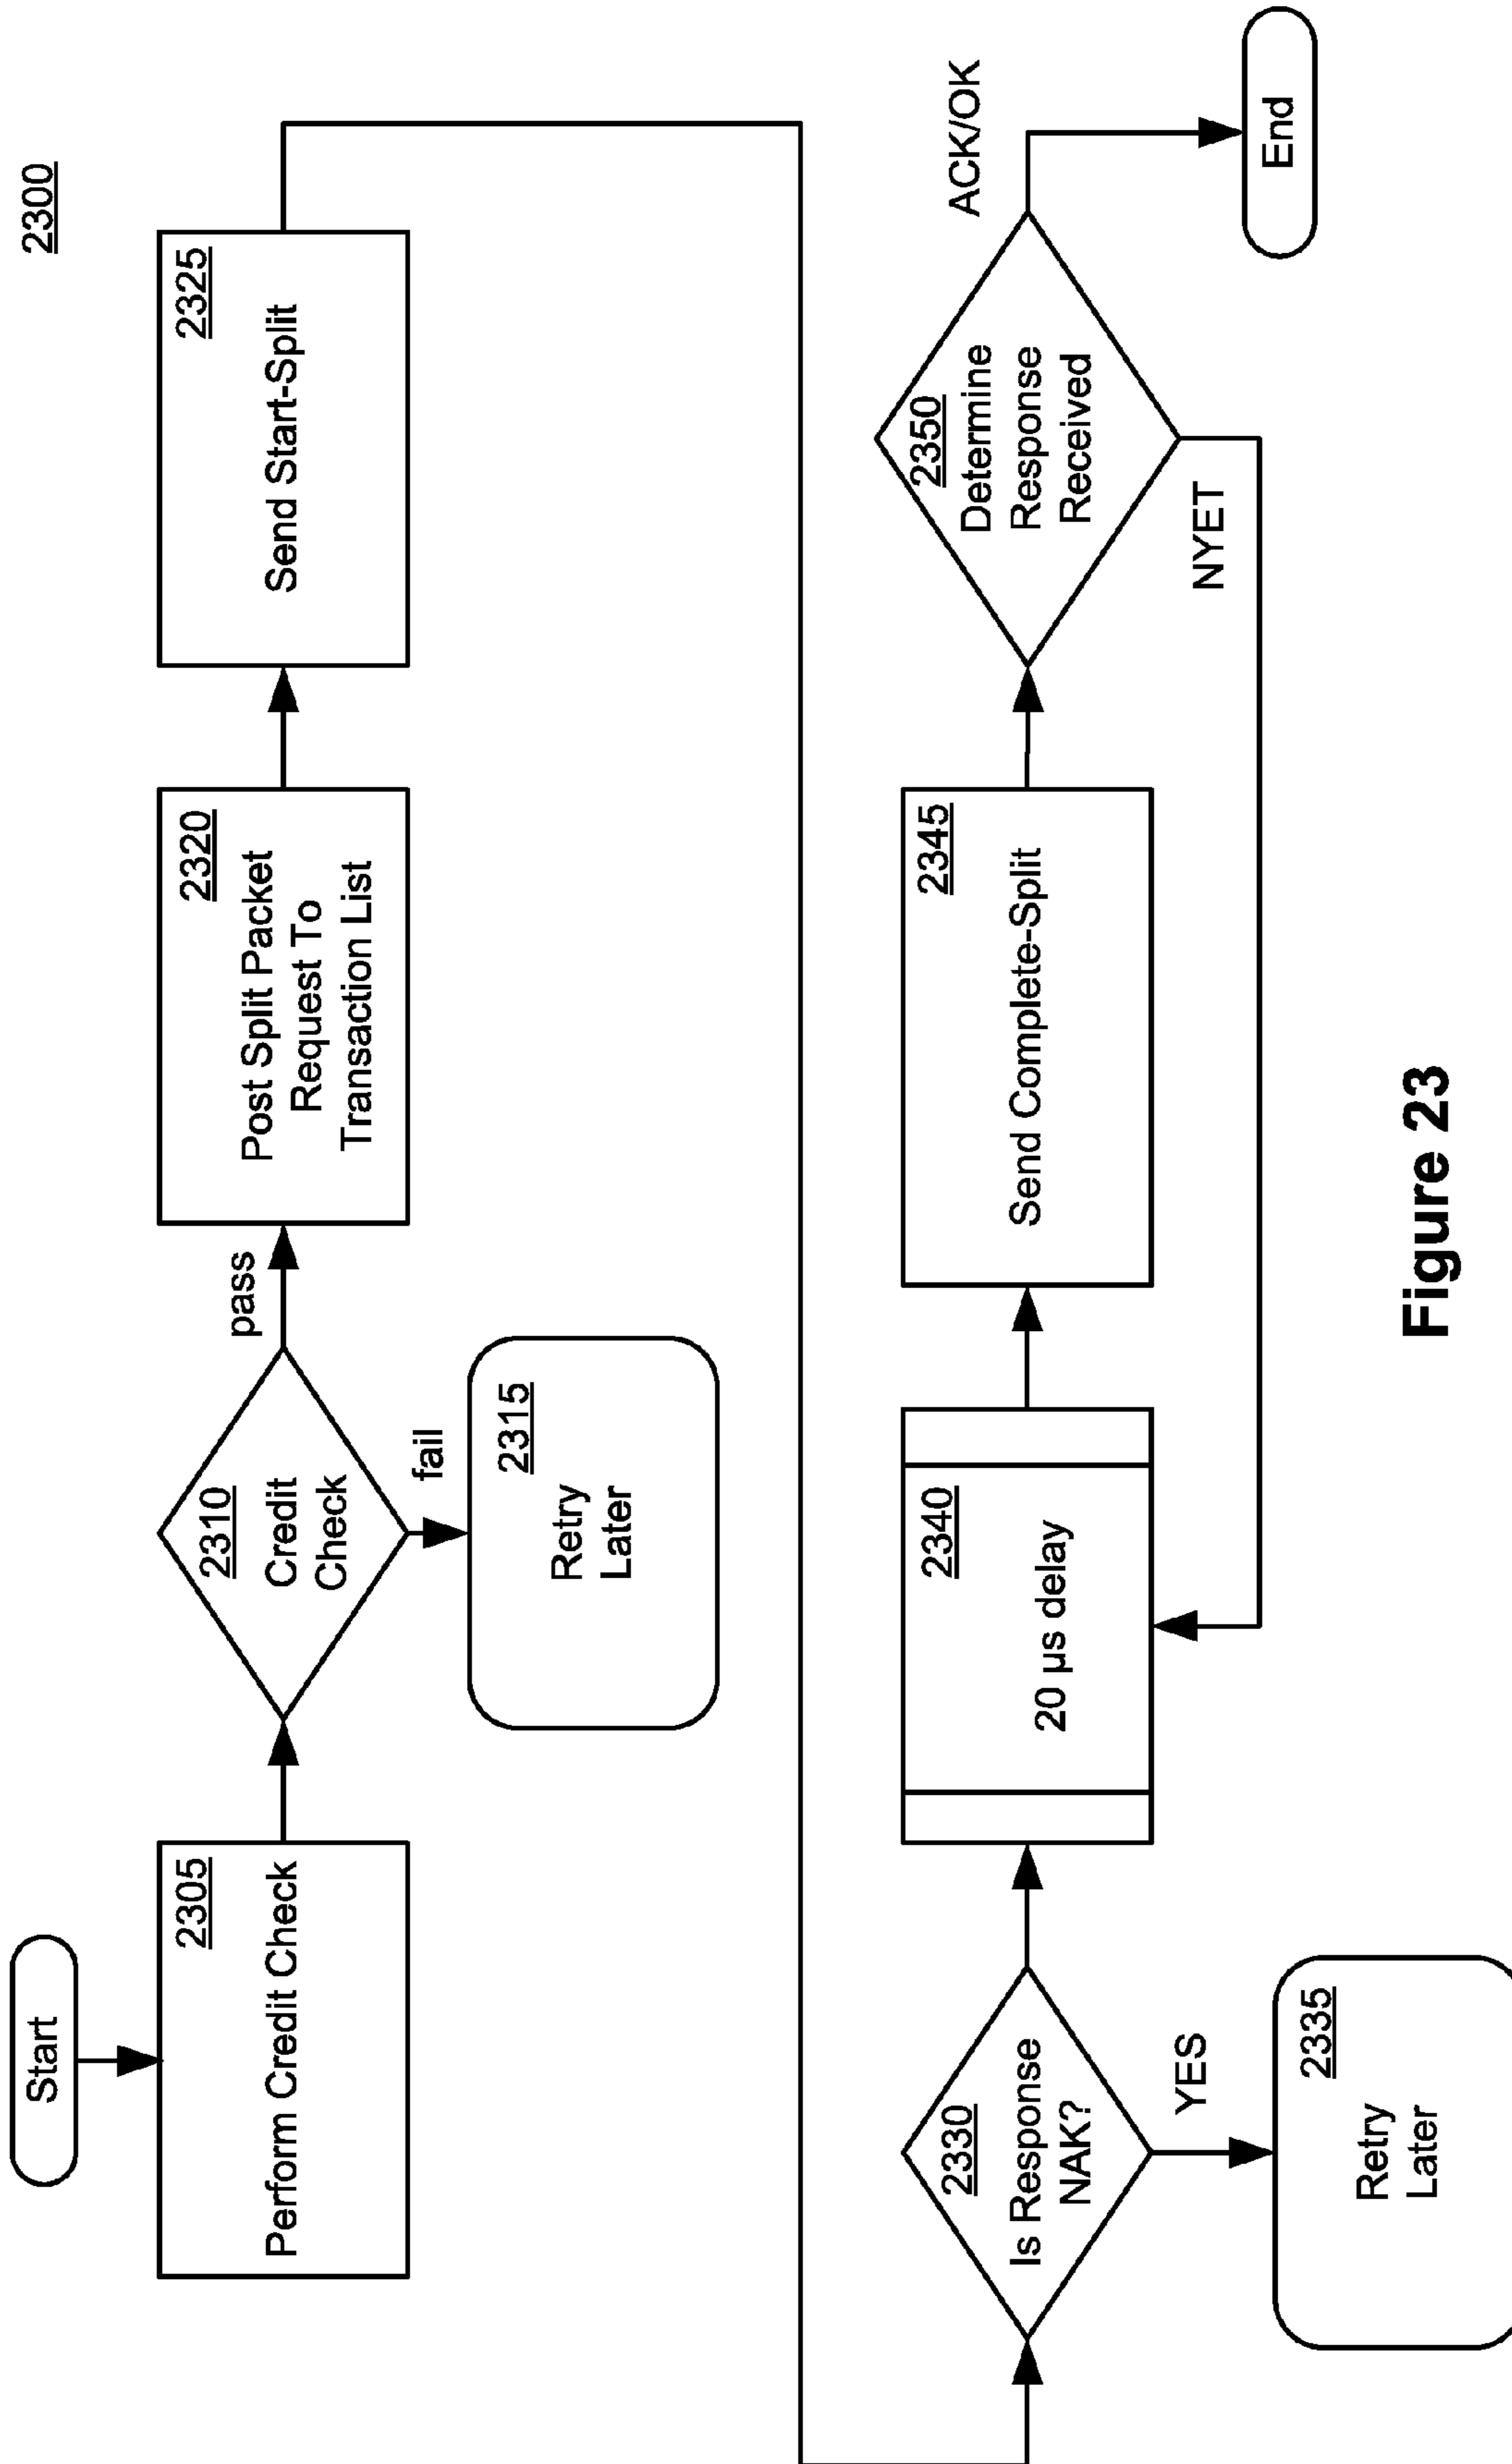 2300
Start
2305
Perform Credit Check
2310
Credit
Check
pass
fail
2315
Retry
Later
2320
Post Split Packet
Request To
Transaction List
2325
Send Start-Split
2330
Is Response
NAK?
YES
2335
Retry
Later
2340
20 µs delay
2345
Send Complete-Split
2350
Determine
Response
Received
NYET
ACK/OK
End
Figure 23